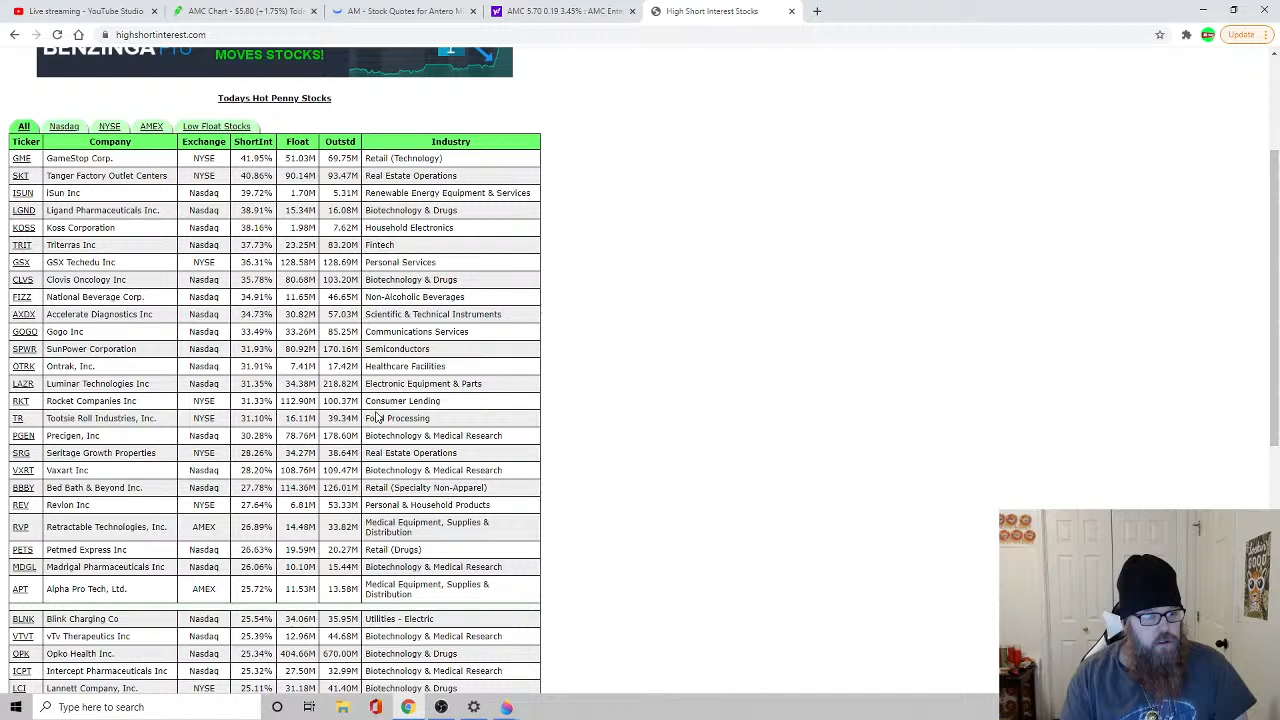 Live streaming - YouTube Studio
AMC Chart - $5.80 (+1.75%) Toda
AM - Stock Quotes for Antero M
AMC 5.70 0.19 3.45% : AMC Ente
High Short Interest Stocks
highshortinterest.com
Update
BENZINGA PRO
MOVES STOCKS!
1
Todays Hot Penny Stocks
All Nasdaq NYSE AMEX Low Float Stocks
Ticker Company Exchange ShortInt Float Outstd Industry
GME GameStop Corp. NYSE 41.95% 51.03M 69.75M Retail (Technology)
SKT Tanger Factory Outlet Centers NYSE 40.86% 90.14M 93.47M Real Estate Operations
ISUN iSun Inc Nasdaq 39.72% 1.70M 5.31M Renewable Energy Equipment & Services
LGND Ligand Pharmaceuticals Inc. Nasdaq 38.91% 15.34M 16.08M Biotechnology & Drugs
KOSS Koss Corporation Nasdaq 38.16% 1.98M 7.62M Household Electronics
TRIT Triterras Inc Nasdaq 37.73% 23.25M 83.20M Fintech
GSX GSX Techedu Inc NYSE 36.31% 128.58M 128.69M Personal Services
CLVS Clovis Oncology Inc Nasdaq 35.78% 80.68M 103.20M Biotechnology & Drugs
FIZZ National Beverage Corp. Nasdaq 34.91% 11.65M 46.65M Non-Alcoholic Beverages
AXDX Accelerate Diagnostics Inc Nasdaq 34.73% 30.82M 57.03M Scientific & Technical Instruments
GOGO Gogo Inc Nasdaq 33.49% 33.26M 85.25M Communications Services
SPWR SunPower Corporation Nasdaq 31.93% 80.92M 170.16M Semiconductors
OTRK Ontrak, Inc. Nasdaq 31.91% 7.41M 17.42M Healthcare Facilities
LAZR Luminar Technologies Inc Nasdaq 31.35% 34.38M 218.82M Electronic Equipment & Parts
RKT Rocket Companies Inc NYSE 31.33% 112.90M 100.37M Consumer Lending
TR Tootsie Roll Industries, Inc. NYSE 31.10% 16.11M 39.34M Food Processing
PGEN Precigen, Inc Nasdaq 30.28% 78.76M 178.60M Biotechnology & Medical Research
SRG Seritage Growth Properties NYSE 28.26% 34.27M 38.64M Real Estate Operations
VXRT Vaxart Inc Nasdaq 28.20% 108.76M 109.47M Biotechnology & Medical Research
BBBY Bed Bath & Beyond Inc. Nasdaq 27.78% 114.36M 126.01M Retail (Specialty Non-Apparel)
REV Revlon Inc NYSE 27.64% 6.81M 53.33M Personal & Household Products
RVP Retractable Technologies, Inc. AMEX 26.89% 14.48M 33.82M Medical Equipment, Supplies &
Distribution
PETS Petmed Express Inc Nasdaq 26.63% 19.59M 20.27M Retail (Drugs)
MDGL Madrigal Pharmaceuticals Inc Nasdaq 26.06% 10.10M 15.44M Biotechnology & Medical Research
APT Alpha Pro Tech, Ltd. AMEX 25.72% 11.53M 13.58M Medical Equipment, Supplies &
Distribution
BLNK Blink Charging Co Nasdaq 25.54% 34.06M 35.95M Utilities - Electric
VTVT vTv Therapeutics Inc Nasdaq 25.39% 12.96M 44.68M Biotechnology & Medical Research
OPK Opko Health Inc. Nasdaq 25.34% 404.66M 670.00M Biotechnology & Drugs
ICPT Intercept Pharmaceuticals Inc Nasdaq 25.32% 27.50M 32.99M Biotechnology & Medical Research
LCI Lannett Company, Inc. NYSE 25.11% 31.18M 41.40M Biotechnology & Drugs
Type here to search